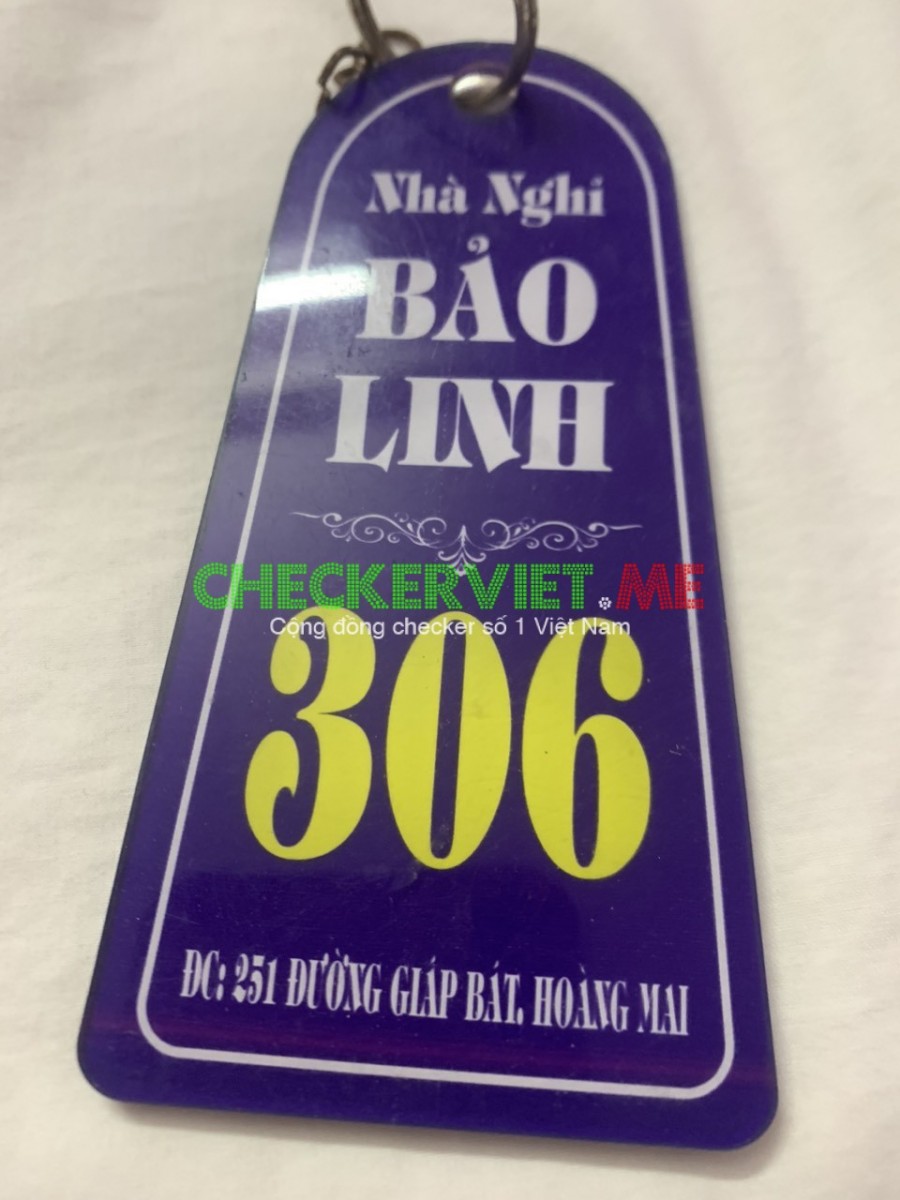 Nhà Nghỉ
BẢO
LINH
CHECKERVIET.ME
Cộng đồng checker số 1 Việt Nam
306
ĐC: 251 ĐƯỜNG GIÁP BÁT, HOÀNG MAI